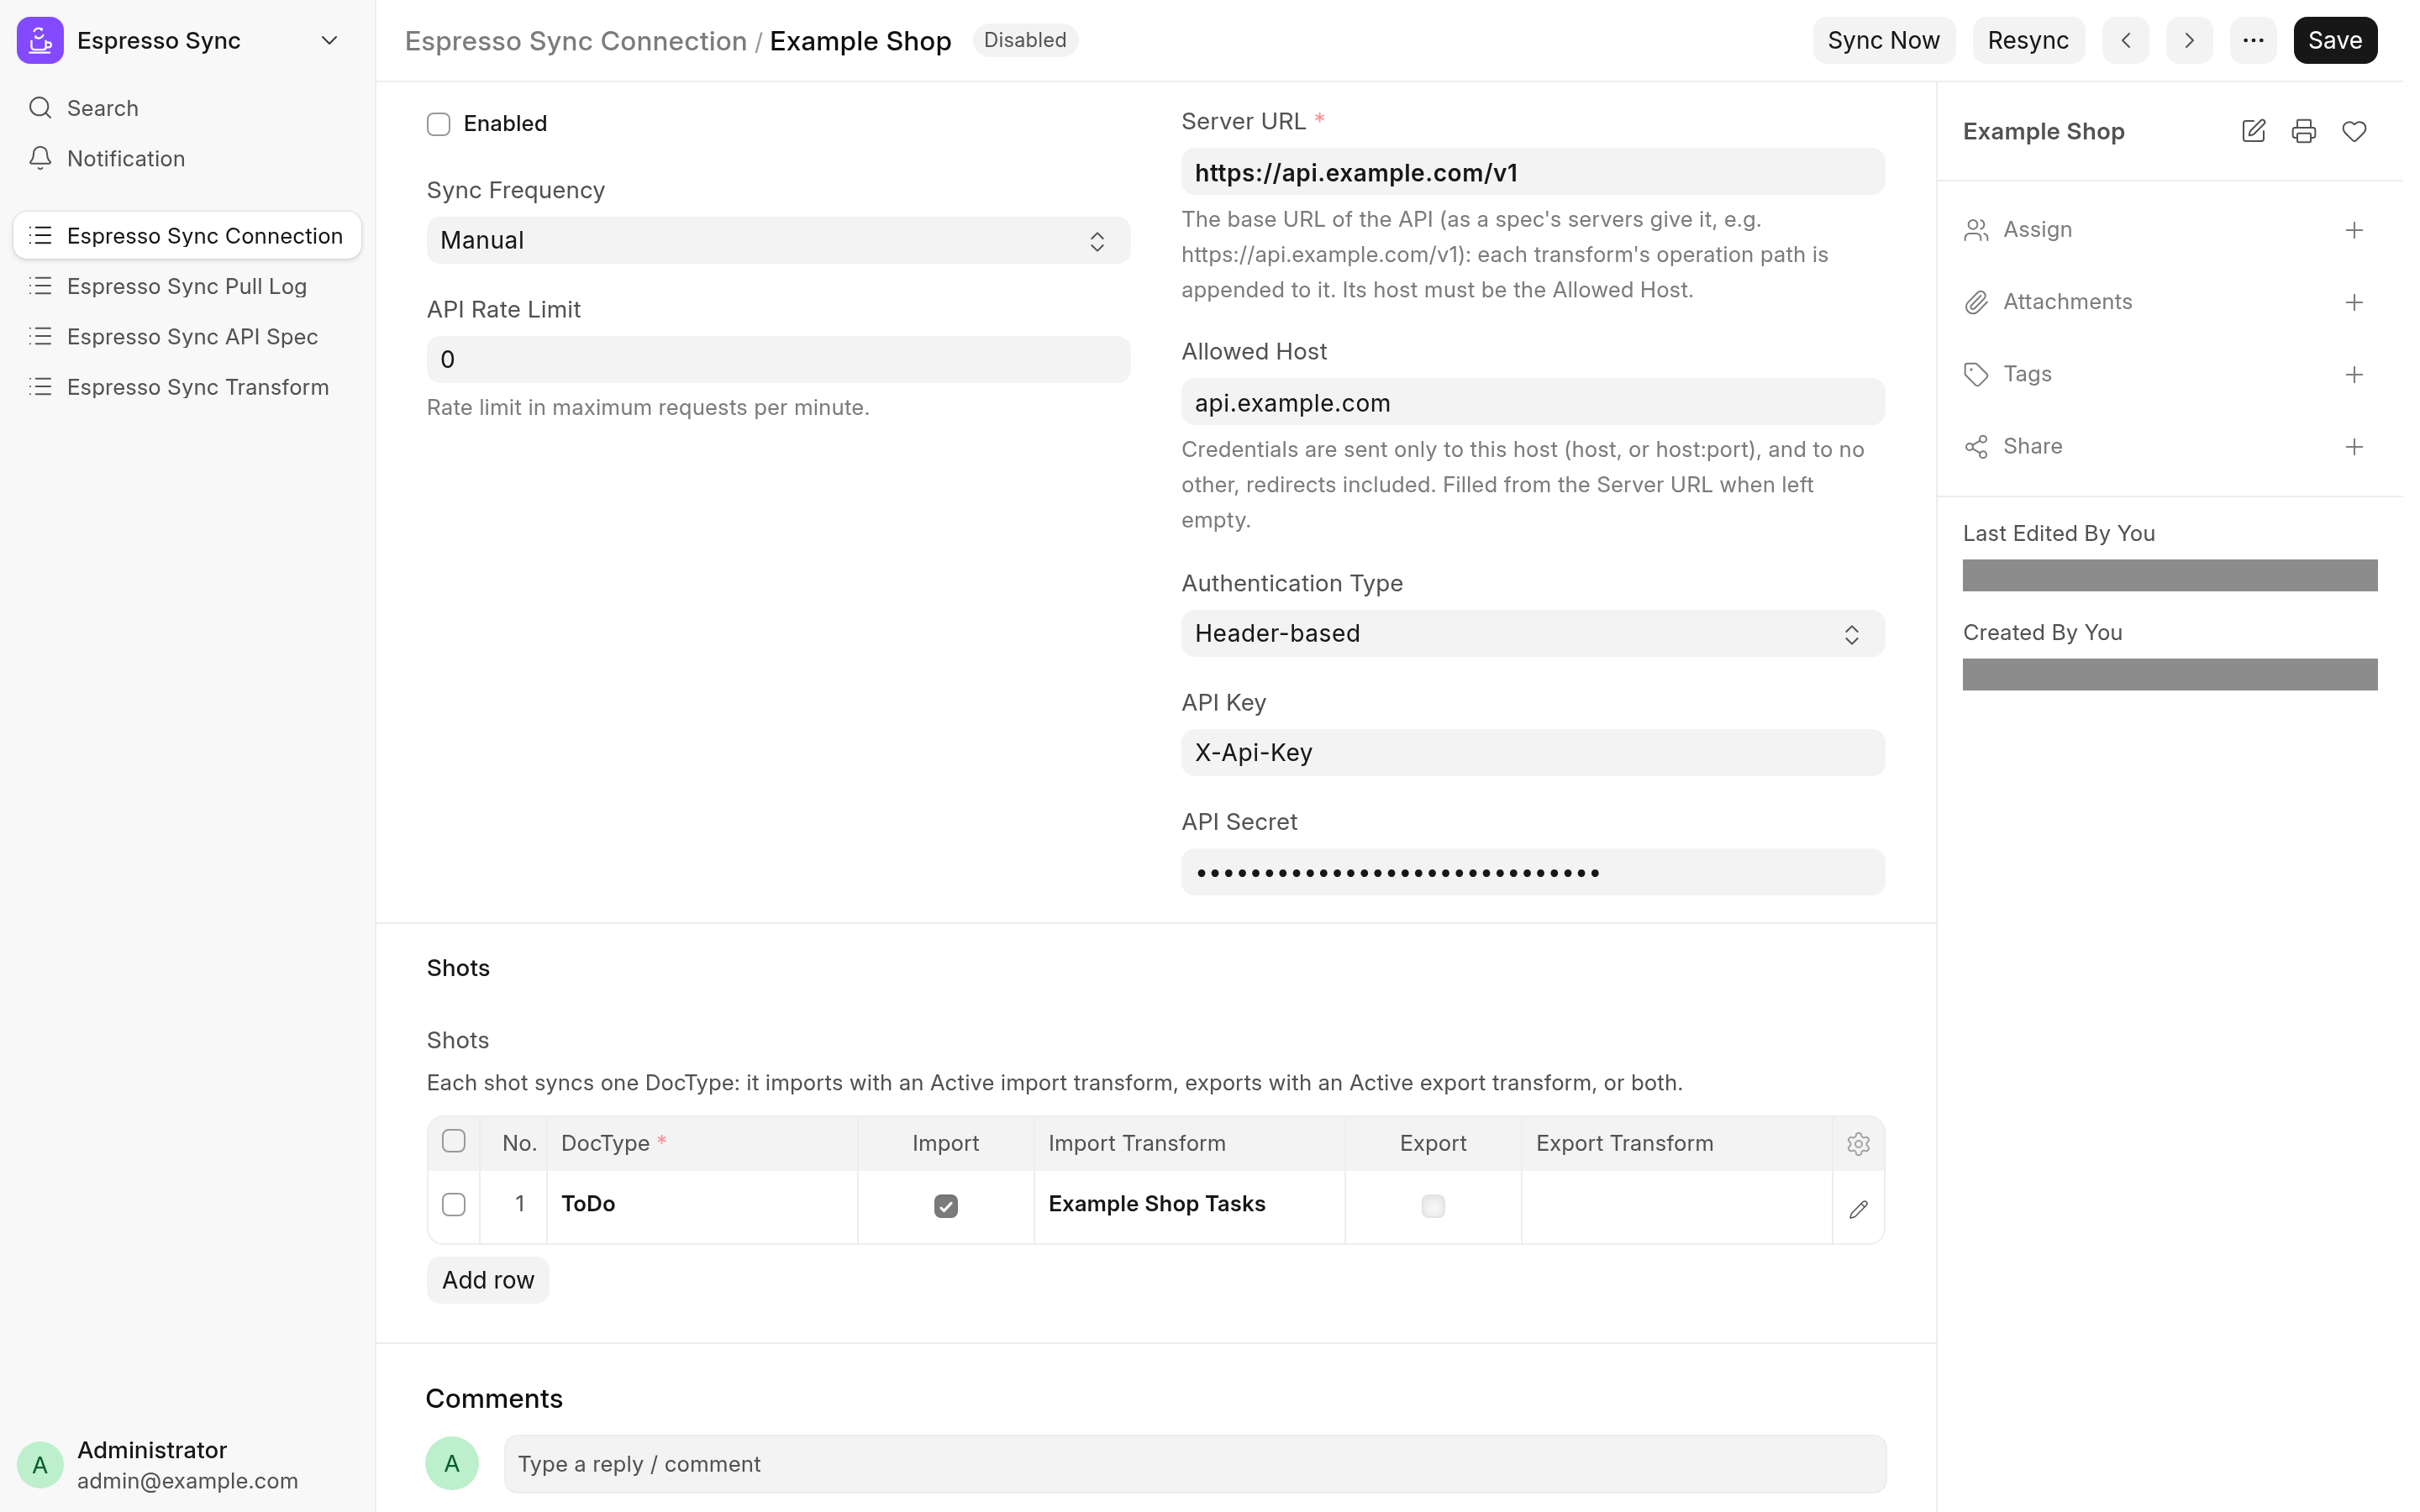 Espresso Sync
Search
Notification
Espresso Sync Connection
Espresso Sync Pull Log
Espresso Sync API Spec
Espresso Sync Transform
Administrator
A
admin@example.com
Espresso Sync Connection / Example Shop Disabled
Sync Now Resync Save
Enabled
Sync Frequency
Manual
API Rate Limit
0
Rate limit in maximum requests per minute.
Server URL *
https://api.example.com/v1
The base URL of the API (as a spec's servers give it, e.g.
https://api.example.com/v1): each transform's operation path is
appended to it. Its host must be the Allowed Host.
Allowed Host
api.example.com
Credentials are sent only to this host (host, or host:port), and to no
other, redirects included. Filled from the Server URL when left
empty.
Authentication Type
Header-based
API Key
X-Api-Key
API Secret
••••••••••••••••••••••••••••••
Shots
Shots
Each shot syncs one DocType: it imports with an Active import transform, exports with an Active export transform, or both.
No. DocType * Import Import Transform Export Export Transform
1 ToDo Example Shop Tasks
Add row
Comments
A
Type a reply / comment
Example Shop
Assign
Attachments
Tags
Share
Last Edited By You
Created By You